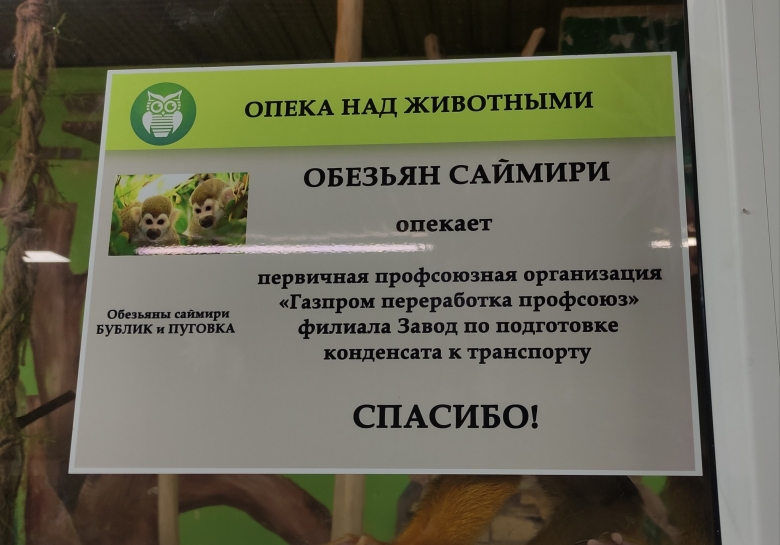 ОПЕКА НАД ЖИВОТНЫМИ
ОБЕЗЬЯН САЙМИРИ
опекает
первичная профсоюзная организация
«Газпром переработка профсоюз»
филиала Завод по подготовке
конденсата к транспорту
Обезьяны саймири
БУБЛИК и ПУГОВКА
СПАСИБО!